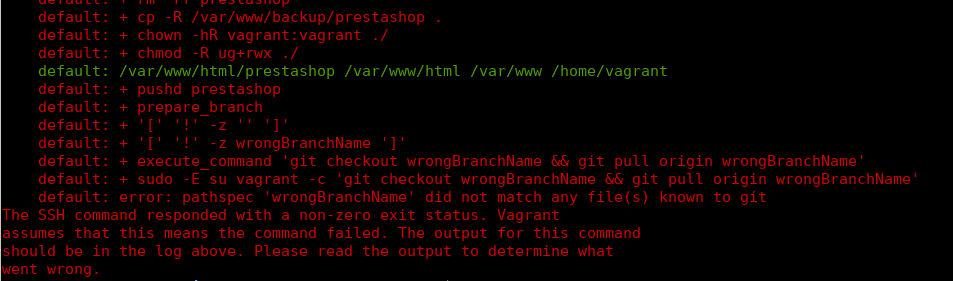 default: + rm -rf prestashop
default: + cp -R /var/www/backup/prestashop .
default: + chown -hR vagrant:vagrant ./
default: + chmod -R ug+rwx ./
default: /var/www/html/prestashop /var/www/html /var/www /home/vagrant
default: + pushd prestashop
default: + prepare_branch
default: + '[' '!' -z '' ']'
default: + '[' '!' -z wrongBranchName ']'
default: + execute_command 'git checkout wrongBranchName && git pull origin wrongBranchName'
default: + sudo -E su vagrant -c 'git checkout wrongBranchName && git pull origin wrongBranchName'
default: error: pathspec 'wrongBranchName' did not match any file(s) known to git
The SSH command responded with a non-zero exit status. Vagrant
assumes that this means the command failed. The output for this command
should be in the log above. Please read the output to determine what
went wrong.